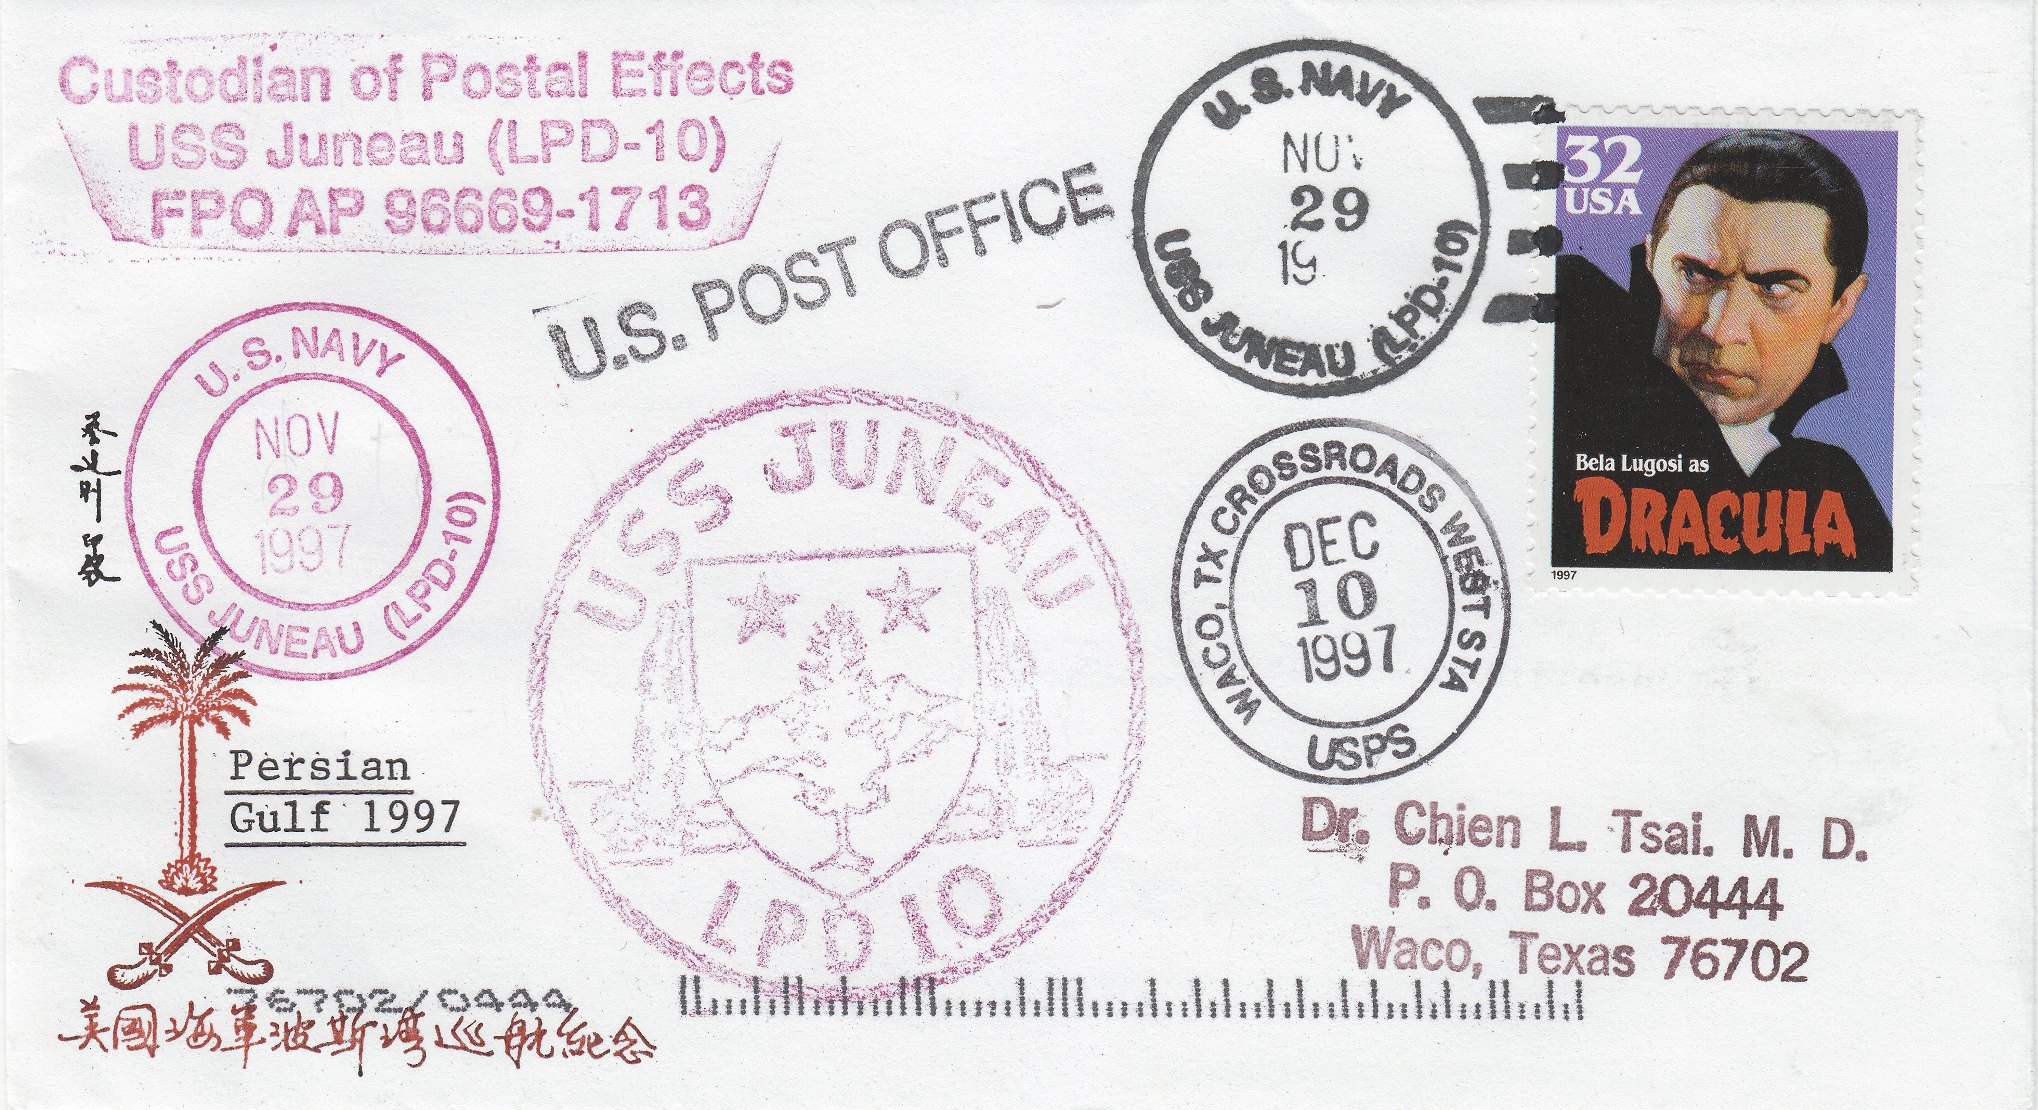 Custodian of Postal Effects
USS Juneau (LPD-10)
FPO AP 96669-1713
U.S. POST OFFICE
U. S. NAVY
NOV
29
19
USS JUNEAU (LPD-10)
32
USA
Bela Lugosi as
DRACULA
1997
U. S. NAVY
NOV
29
1997
USS JUNEAU (LPD-10)
USS JUNEAU
LPD 10
WACO, TX CROSSROADS WEST STA
DEC
10
1997
USPS
Persian
Gulf 1997
Dr. Chien L. Tsai. M. D.
P. O. Box 20444
Waco, Texas 76702
76702/0444
美國海軍波斯灣巡航紀念